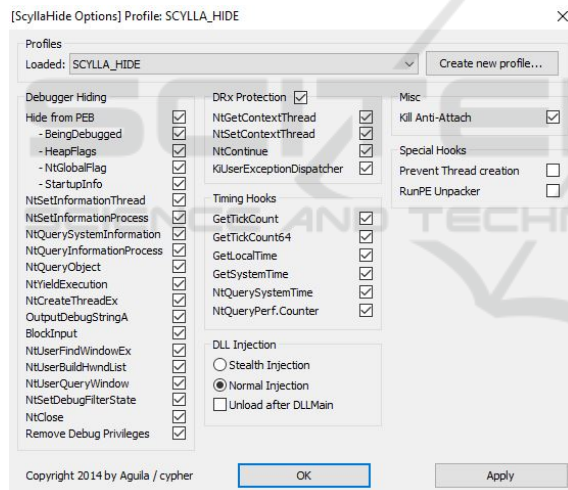 [ScyllaHide Options] Profile: SCYLLA_HIDE
Profiles
Loaded: SCYLLA_HIDE
Create new profile...
Debugger Hiding
Hide from PEB
- BeingDebugged
- HeapFlags
- NtGlobalFlag
- StartupInfo
NtSetInformationThread
NtSetInformationProcess
NtQuerySystemInformation
NtQueryInformationProcess
NtQueryObject
NtYieldExecution
NtCreateThreadEx
OutputDebugStringA
BlockInput
NtUserFindWindowEx
NtUserBuildHwndList
NtUserQueryWindow
NtSetDebugFilterState
NtClose
Remove Debug Privileges
DRx Protection
NtGetContextThread
NtSetContextThread
NtContinue
KiUserExceptionDispatcher
Timing Hooks
GetTickCount
GetTickCount64
GetLocalTime
GetSystemTime
NtQuerySystemTime
NtQueryPerf.Counter
DLL Injection
Stealth Injection
Normal Injection
Unload after DLLMain
Misc
Kill Anti-Attach
Special Hooks
Prevent Thread creation
RunPE Unpacker
Copyright 2014 by Aguila / cypher
OK
Apply
SCIENCE AND TECHN